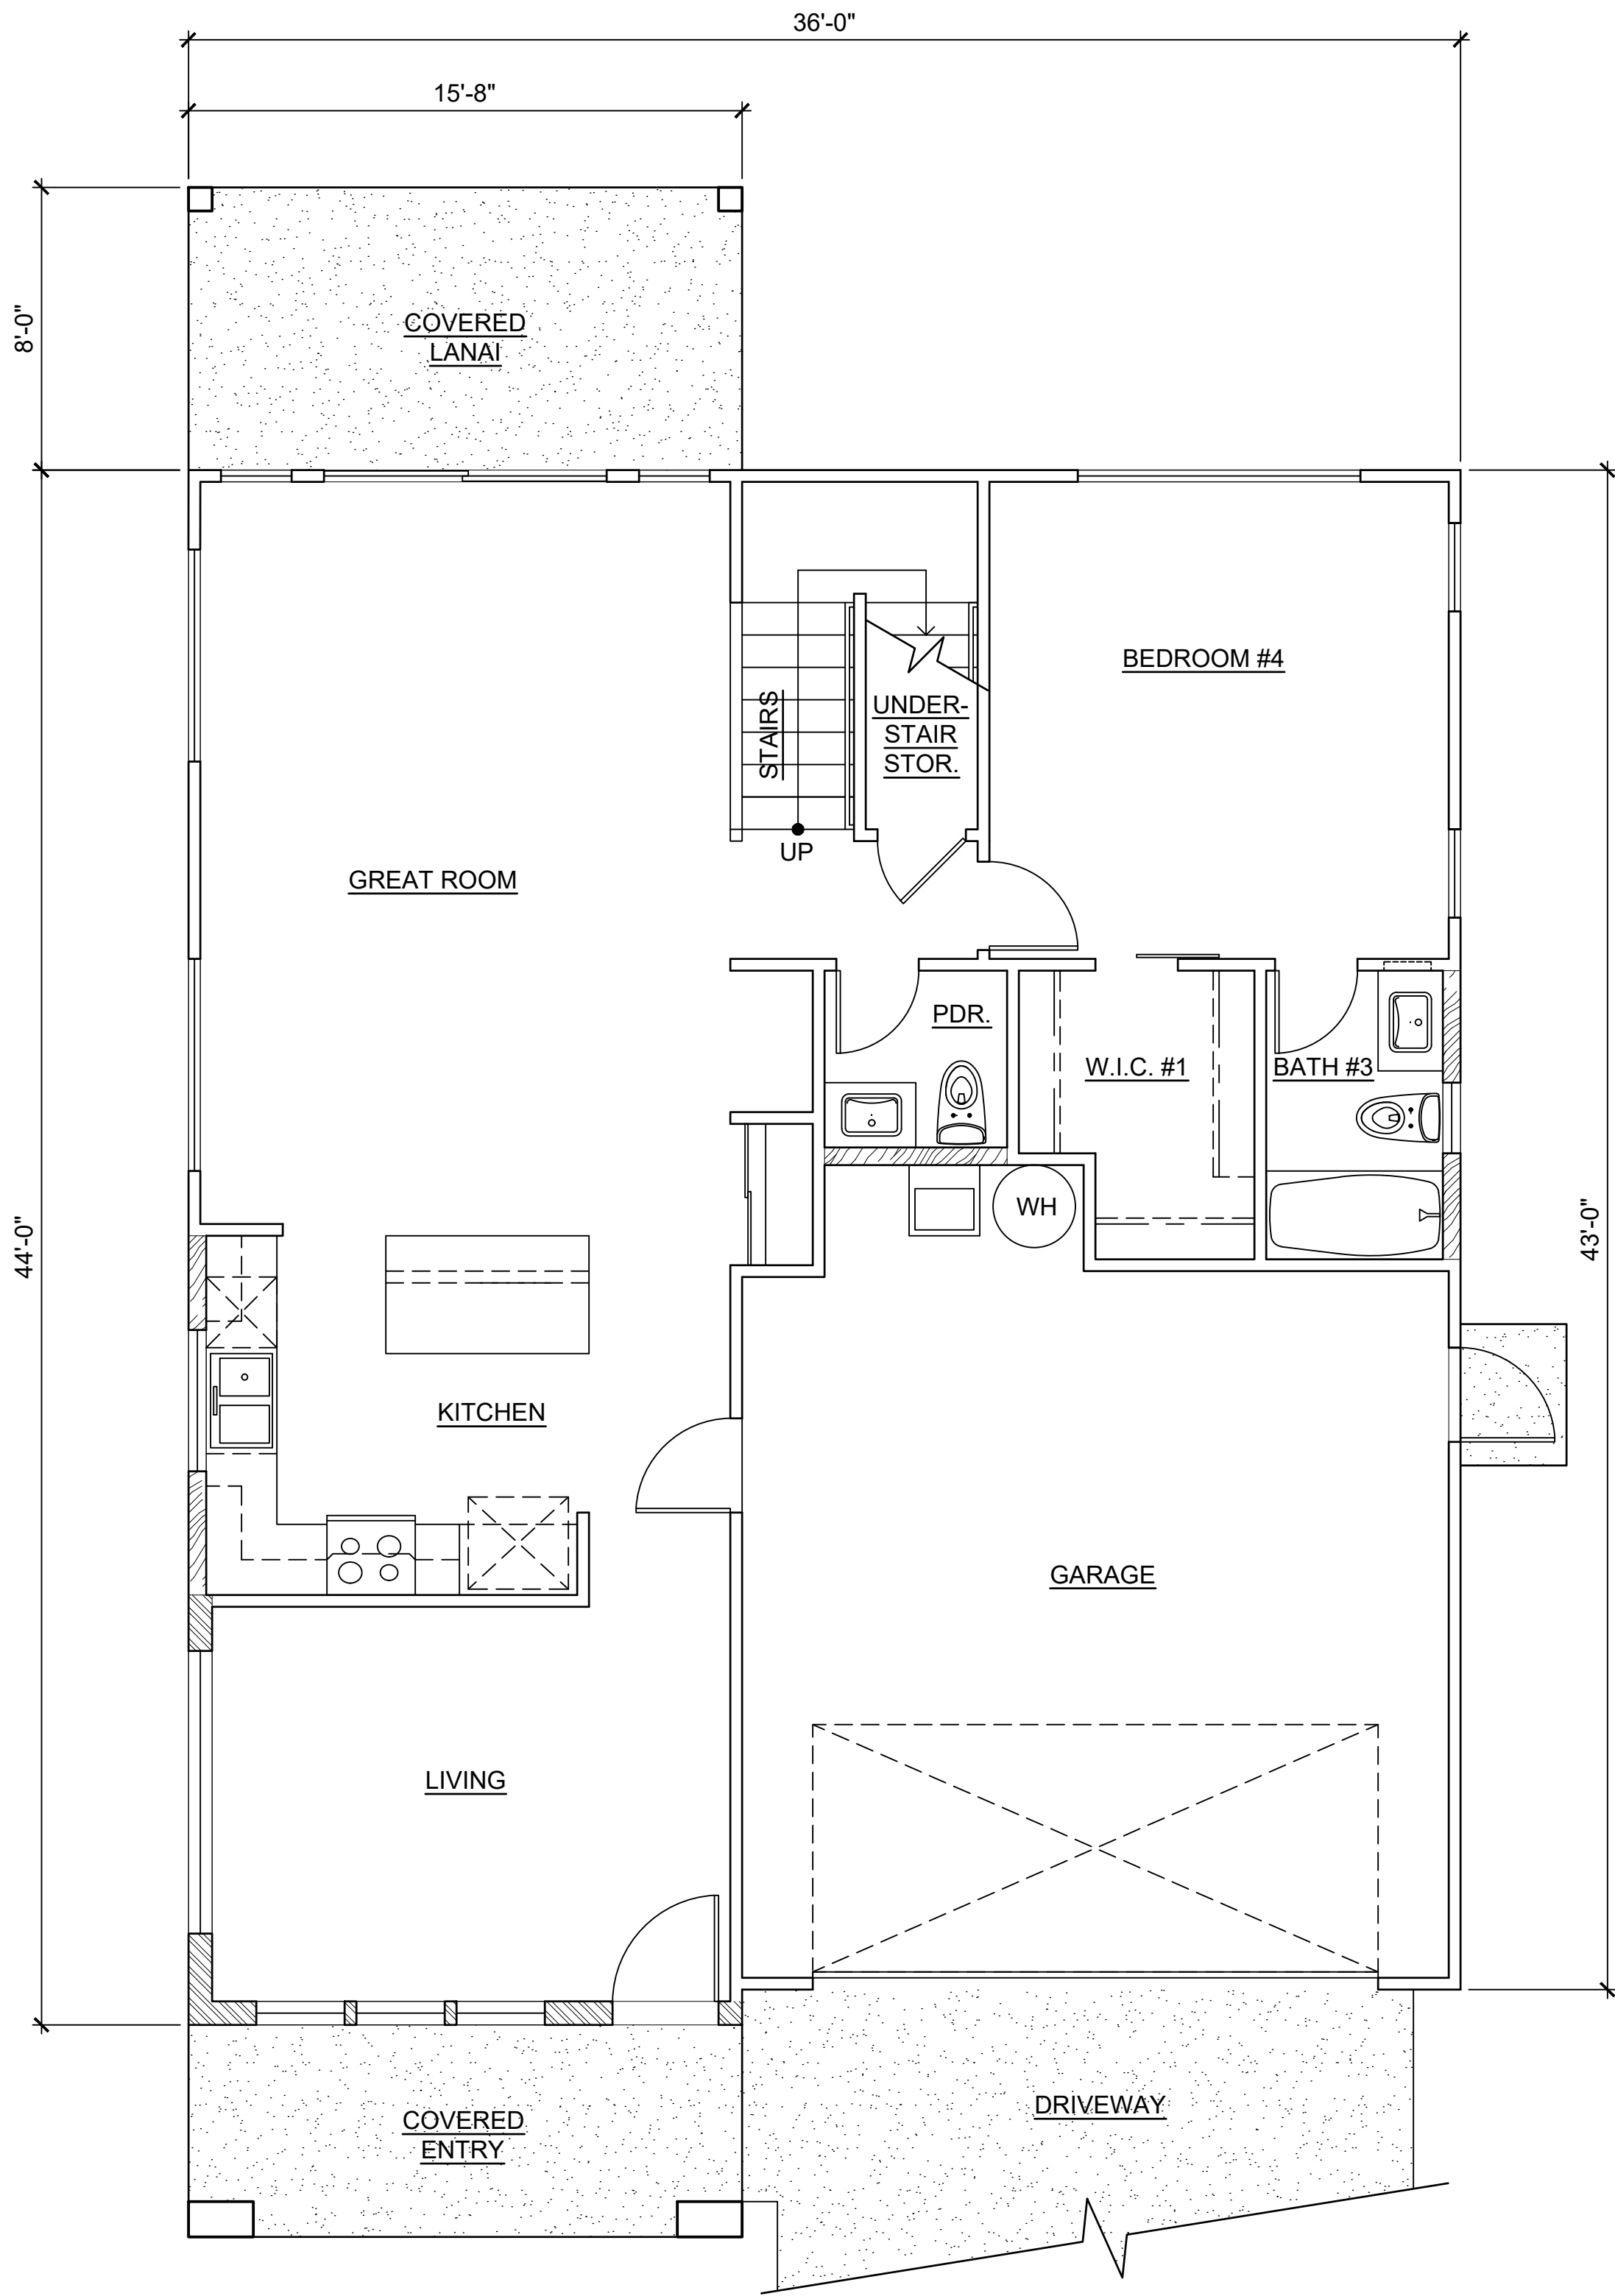 36'-0"
15'-8"
8'-0"
COVERED
LANAI
BEDROOM #4
STAIRS
UNDER-
STAIR
STOR.
UP
GREAT ROOM
PDR.
W.I.C. #1
BATH #3
WH
44'-0"
43'-0"
KITCHEN
GARAGE
LIVING
DRIVEWAY
COVERED
ENTRY